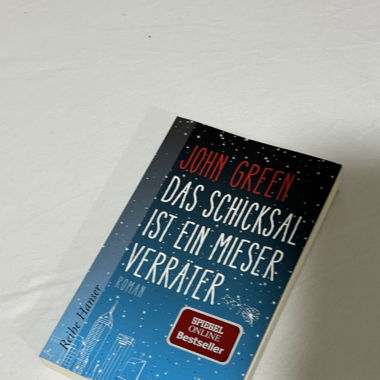 JOHN GREEN
DAS SCHICKSAL
IST EIN MIESER
VERRÄTER
ROMAN
SPIEGEL
ONLINE
Bestseller
Reihe Hanser